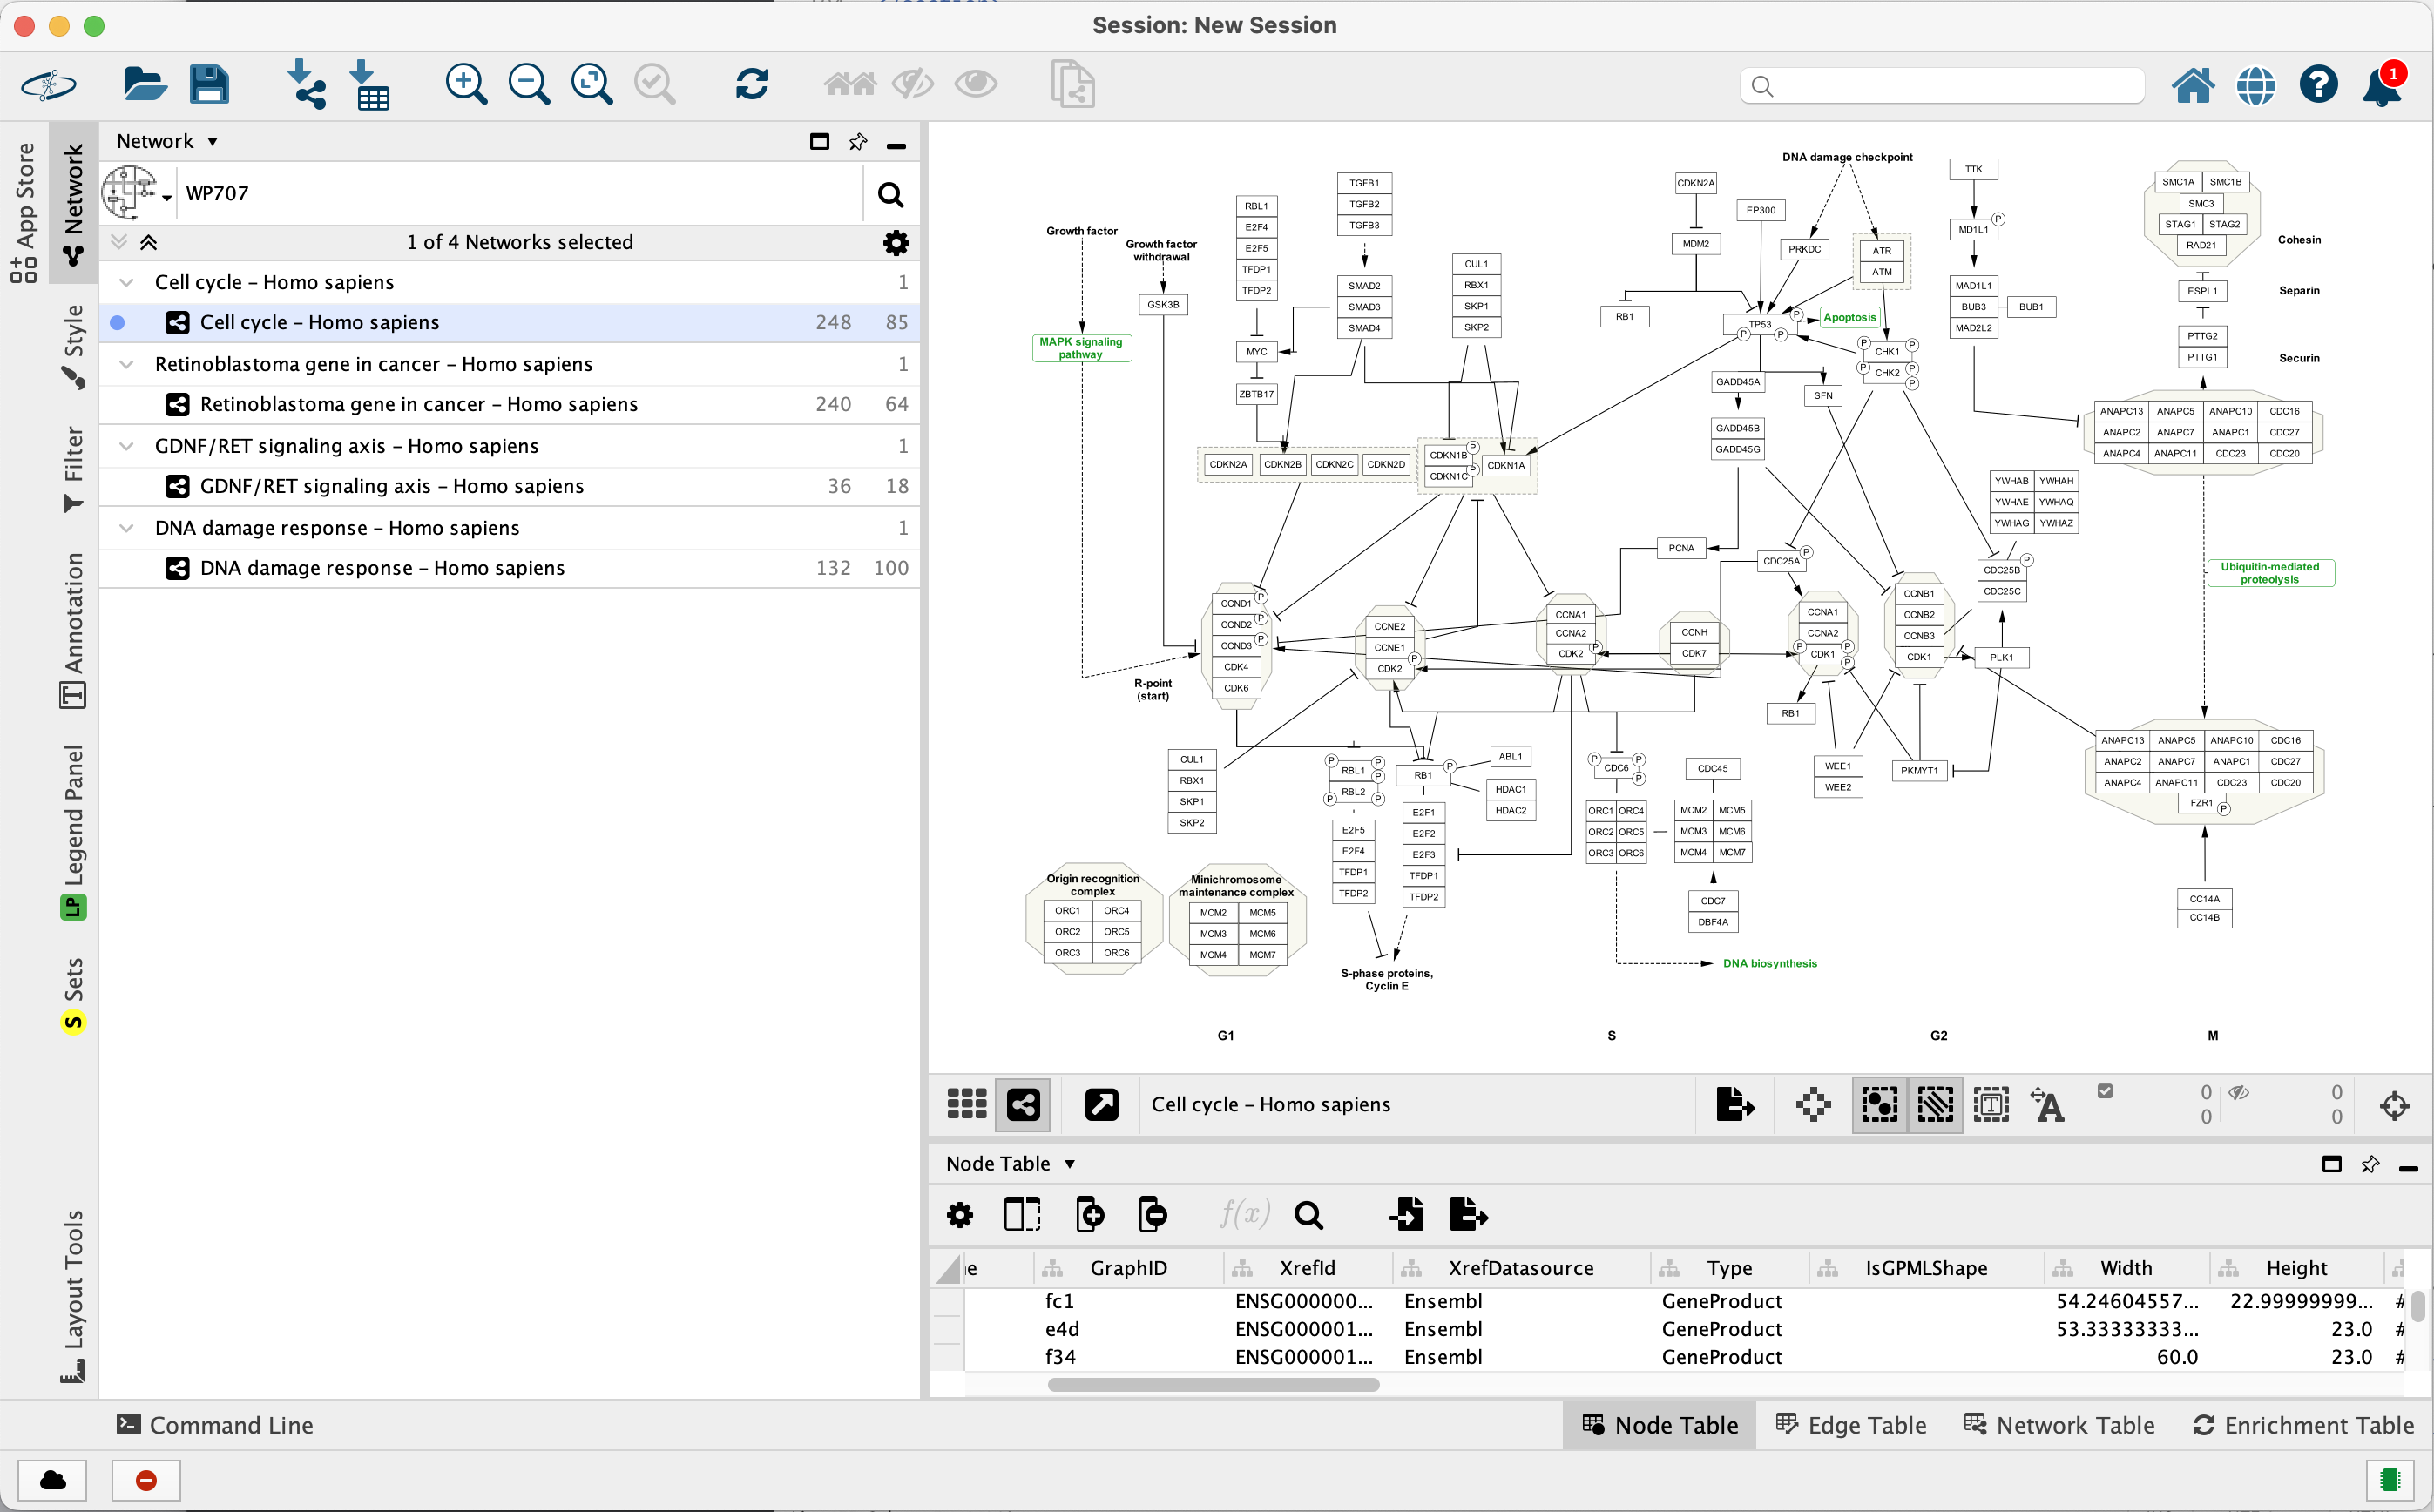 Session: New Session
1
App Store
Network
Style
Filter
Annotation
Legend Panel
LP
Sets
S
Layout Tools
Network
WP707
1 of 4 Networks selected
Cell cycle – Homo sapiens 1
Cell cycle – Homo sapiens 248 85
Retinoblastoma gene in cancer – Homo sapiens 1
Retinoblastoma gene in cancer – Homo sapiens 240 64
GDNF/RET signaling axis – Homo sapiens 1
GDNF/RET signaling axis – Homo sapiens 36 18
DNA damage response – Homo sapiens 1
DNA damage response – Homo sapiens 132 100
Growth factor
Growth factor
withdrawal
GSK3B
MAPK signaling
pathway
RBL1
E2F4
E2F5
TFDP1
TFDP2
MYC
ZBTB17
TGFB1
TGFB2
TGFB3
SMAD2
SMAD3
SMAD4
CUL1
RBX1
SKP1
SKP2
CDKN2A
MDM2
RB1
EP300
DNA damage checkpoint
PRKDC
ATR
ATM
TP53
P
P
P
Apoptosis
CHK1
CHK2
P
P
P
P
P
GADD45A
SFN
GADD45B
GADD45G
TTK
MD1L1
P
MAD1L1
BUB3
MAD2L2
BUB1
SMC1A SMC1B
SMC3
STAG1 STAG2
RAD21
Cohesin
ESPL1
Separin
PTTG2
PTTG1
Securin
ANAPC13 ANAPC5 ANAPC10 CDC16
ANAPC2 ANAPC7 ANAPC1 CDC27
ANAPC4 ANAPC11 CDC23 CDC20
CDKN2A CDKN2B CDKN2C CDKN2D
CDKN1B
P
CDKN1C
P
CDKN1A
YWHAB YWHAH
YWHAE YWHAQ
YWHAG YWHAZ
PCNA
CDC25A
P
CDC25B
P
CDC25C
Ubiquitin-mediated
proteolysis
CCND1
P
CCND2
P
CCND3
P
CDK4
CDK6
R-point
(start)
CCNE2
CCNE1
CDK2
P
CCNA1
CCNA2
CDK2
P
CCNH
CDK7
CCNA1
CCNA2
CDK1
P
P
P
CCNB1
CCNB2
CCNB3
CDK1
PLK1
RB1
CUL1
RBX1
SKP1
SKP2
RBL1
RBL2
P
P
P
P
P
RB1
P
ABL1
HDAC1
HDAC2
CDC6
P
P
P
CDC45
WEE1
WEE2
PKMYT1
ANAPC13 ANAPC5 ANAPC10 CDC16
ANAPC2 ANAPC7 ANAPC1 CDC27
ANAPC4 ANAPC11 CDC23 CDC20
FZR1
P
E2F5
E2F4
TFDP1
TFDP2
E2F1
E2F2
E2F3
TFDP1
TFDP2
ORC1 ORC4
ORC2 ORC5
ORC3 ORC6
MCM2 MCM5
MCM3 MCM6
MCM4 MCM7
CDC7
DBF4A
CC14A
CC14B
Origin recognition
complex
ORC1 ORC4
ORC2 ORC5
ORC3 ORC6
Minichromosome
maintenance complex
MCM2 MCM5
MCM3 MCM6
MCM4 MCM7
S-phase proteins,
Cyclin E
DNA biosynthesis
G1 S G2 M
Cell cycle – Homo sapiens
T
A
0 0
0 0
Node Table
f(x)
e GraphID XrefId XrefDatasource Type IsGPMLShape Width Height
fc1 ENSG000000... Ensembl GeneProduct 54.24604557... 22.99999999... #
e4d ENSG000001... Ensembl GeneProduct 53.33333333... 23.0 #
f34 ENSG000001... Ensembl GeneProduct 60.0 23.0 #
Command Line
Node Table Edge Table Network Table Enrichment Table